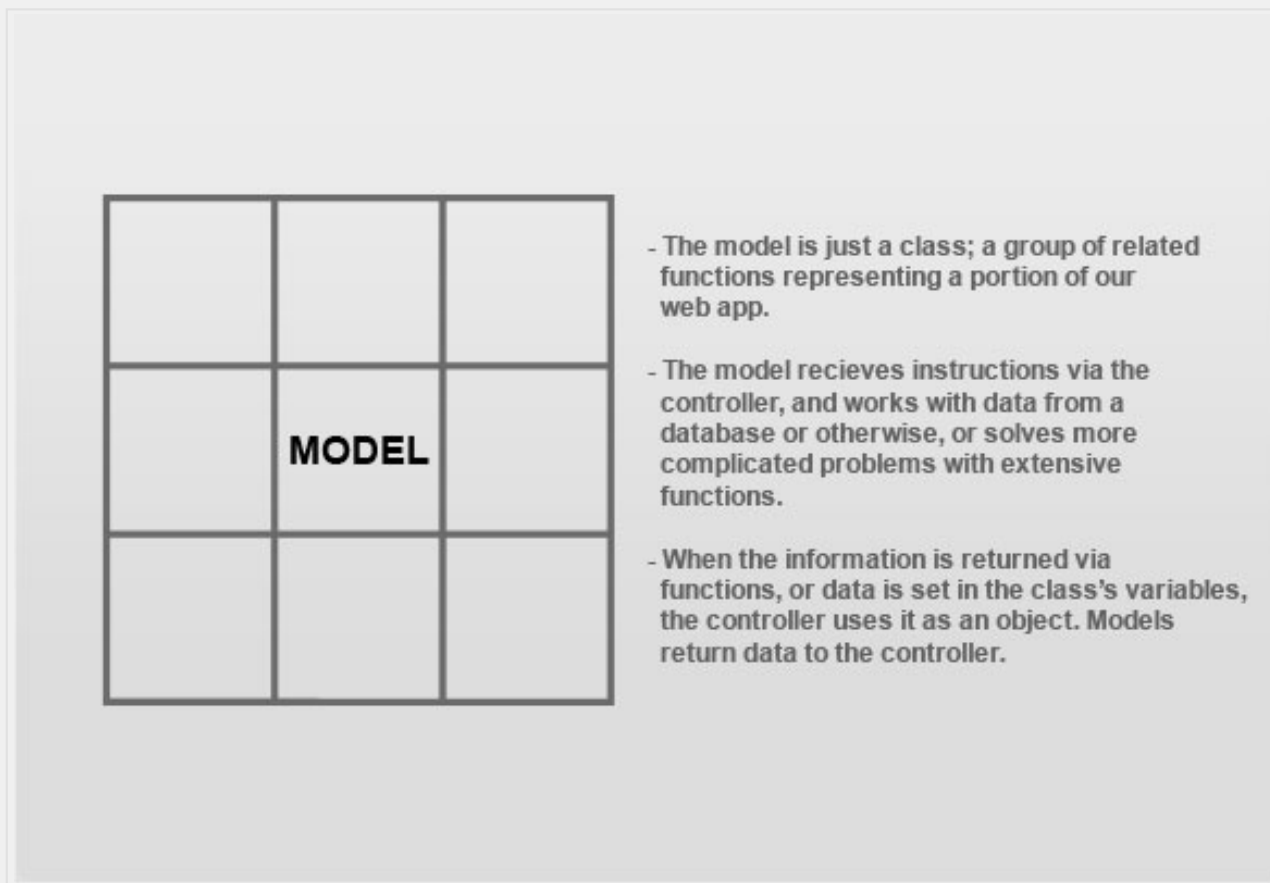 MODEL
- The model is just a class; a group of related
functions representing a portion of our
web app.
- The model recieves instructions via the
controller, and works with data from a
database or otherwise, or solves more
complicated problems with extensive
functions.
- When the information is returned via
functions, or data is set in the class's variables,
the controller uses it as an object. Models
return data to the controller.